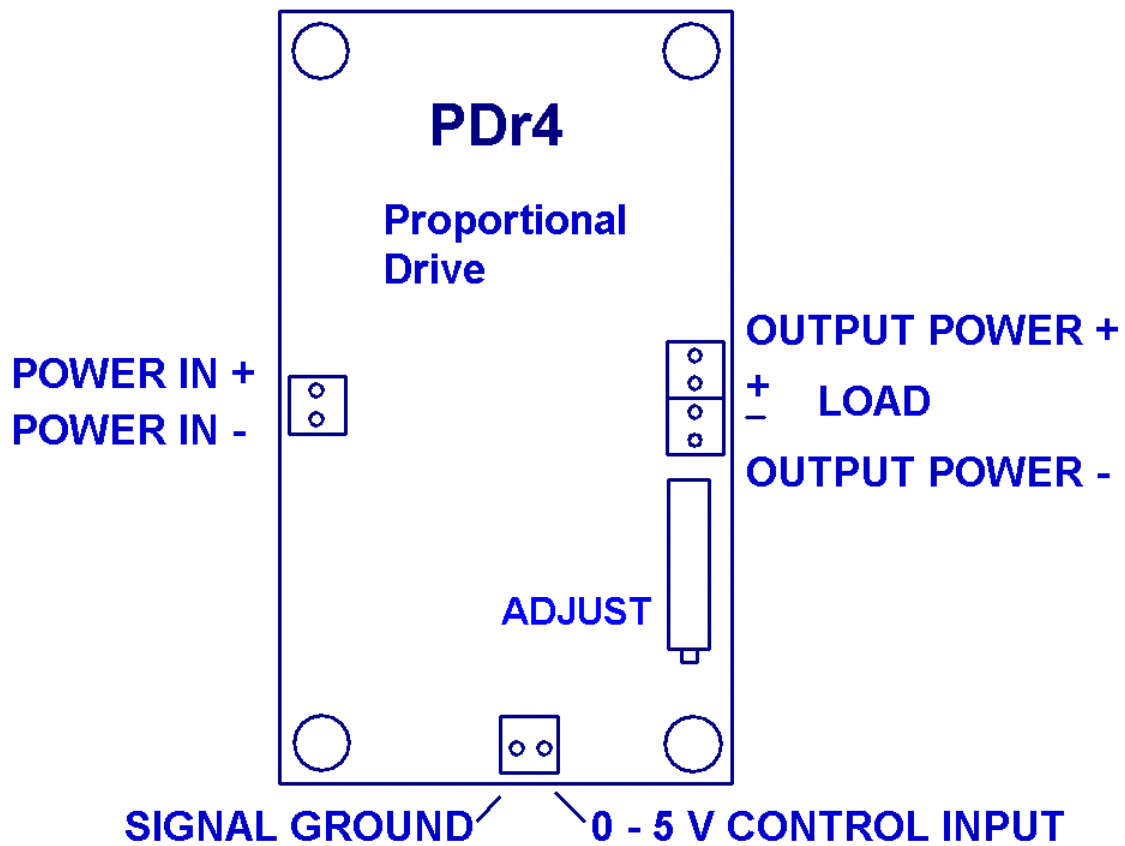 PDr4
Proportional
Drive
POWER IN +
POWER IN -
OUTPUT POWER +
+
LOAD
–
OUTPUT POWER -
ADJUST
SIGNAL GROUND
0 - 5 V CONTROL INPUT